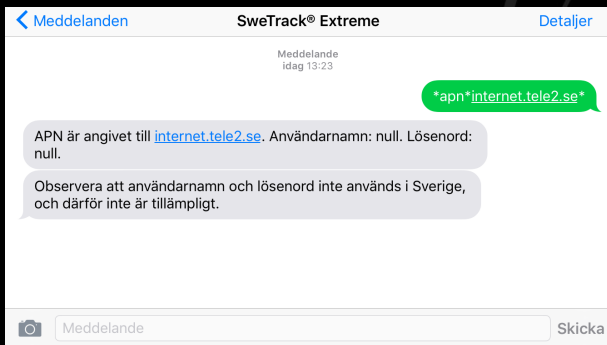 Meddelanden
SweTrack® Extreme
Detaljer
Meddelande
idag 13:23
*apn*internet.tele2.se*
APN är angivet till internet.tele2.se. Användarnamn: null. Lösenord:
null.
Observera att användarnamn och lösenord inte används i Sverige,
och därför inte är tillämpligt.
Meddelande
Skicka